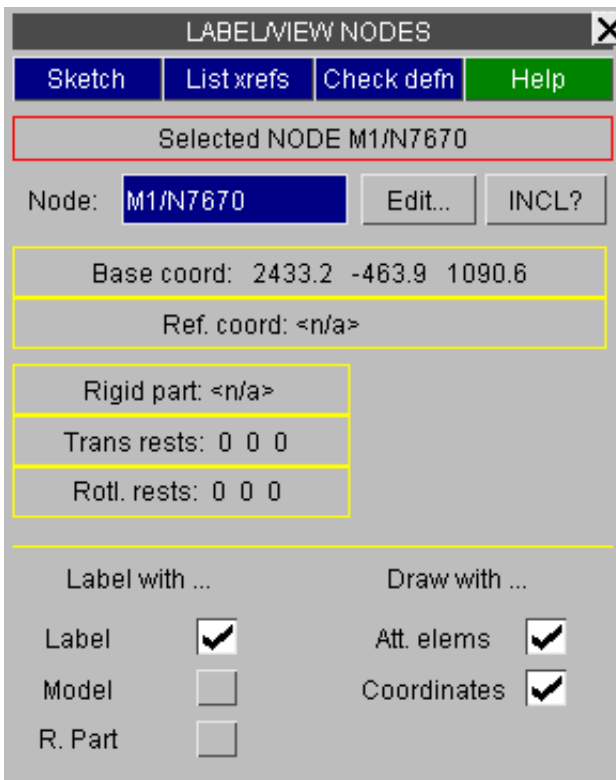 LABEL/VIEW NODES
Sketch List xrefs Check defn Help
Selected NODE M1/N7670
Node: M1/N7670 Edit... INCL?
Base coord: 2433.2 -463.9 1090.6
Ref. coord: <n/a>
Rigid part: <n/a>
Trans rests: 0 0 0
Rotl. rests: 0 0 0
Label with ... Draw with ...
Label Att. elems
Model Coordinates
R. Part